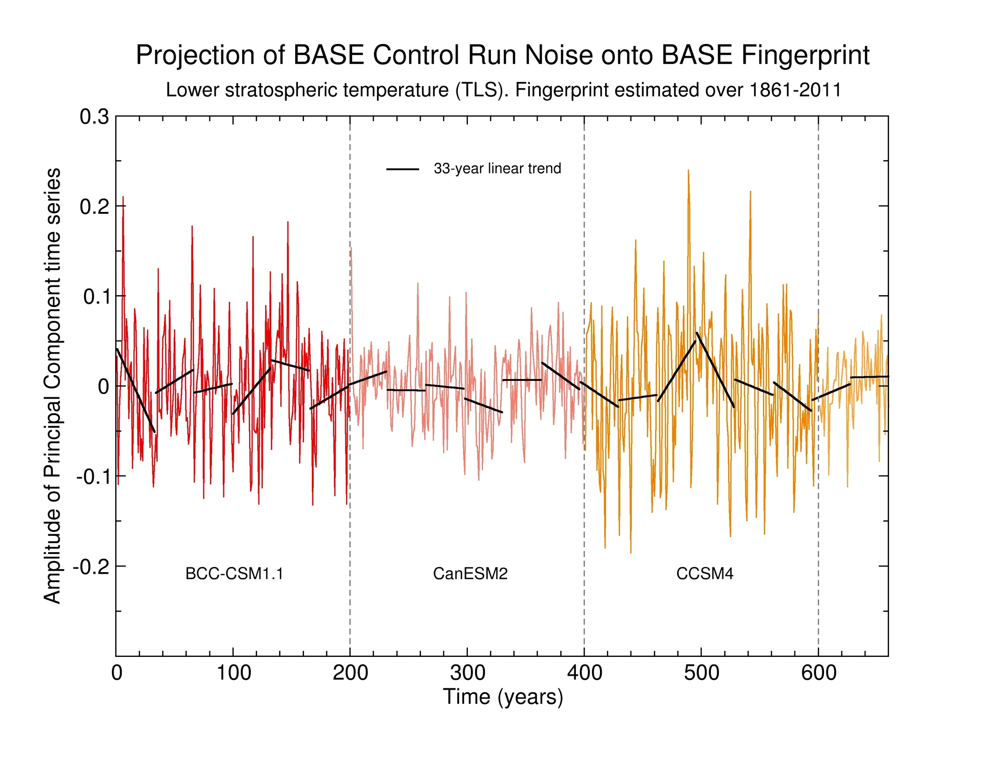 Projection of BASE Control Run Noise onto BASE Fingerprint
Lower stratospheric temperature (TLS). Fingerprint estimated over 1861-2011
Amplitude of Principal Component time series
0.3
0.2
0.1
0
-0.1
-0.2
33-year linear trend
BCC-CSM1.1
CanESM2
CCSM4
0 100 200 300 400 500 600
Time (years)